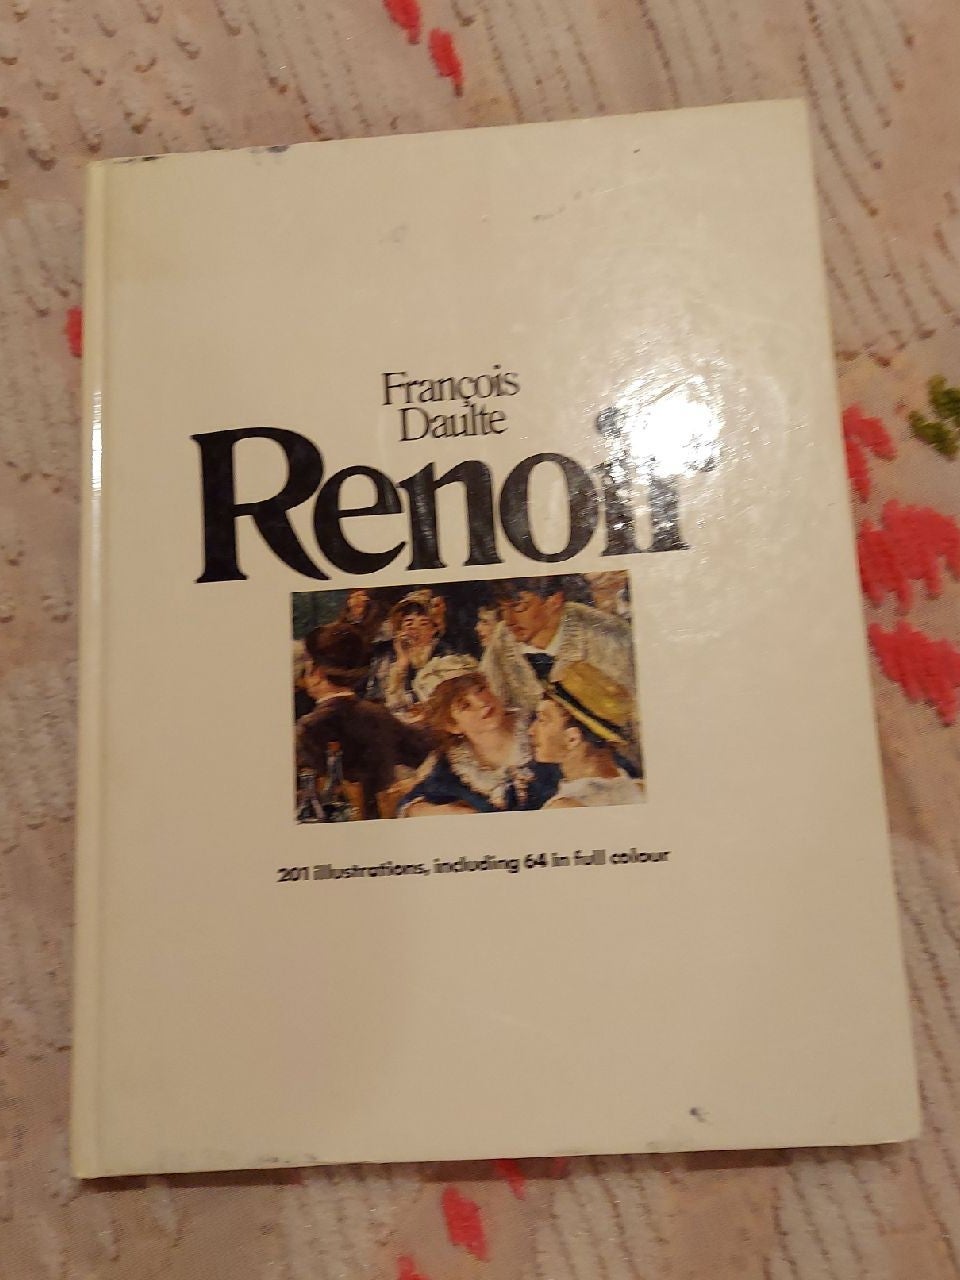 François
Daulte
Renoir
201 illustrations, including 64 in full colour